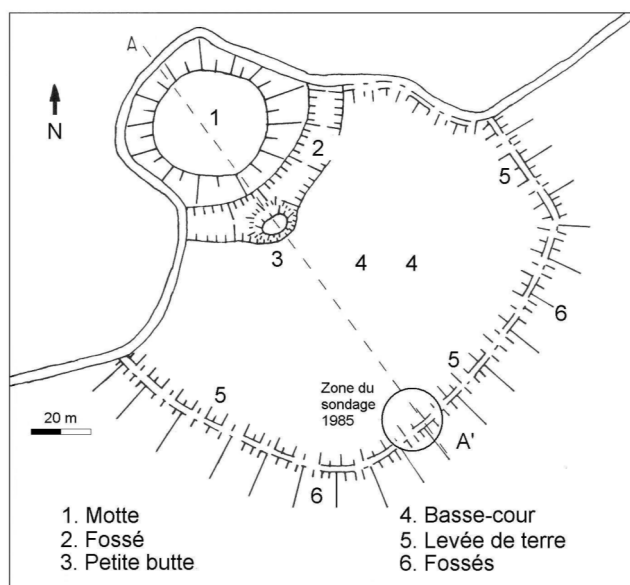 A
N
1
2
3
4 4
5
6
5
5
6
Zone du
sondage
1985
A'
20 m
1. Motte
2. Fossé
3. Petite butte
4. Basse-cour
5. Levée de terre
6. Fossés